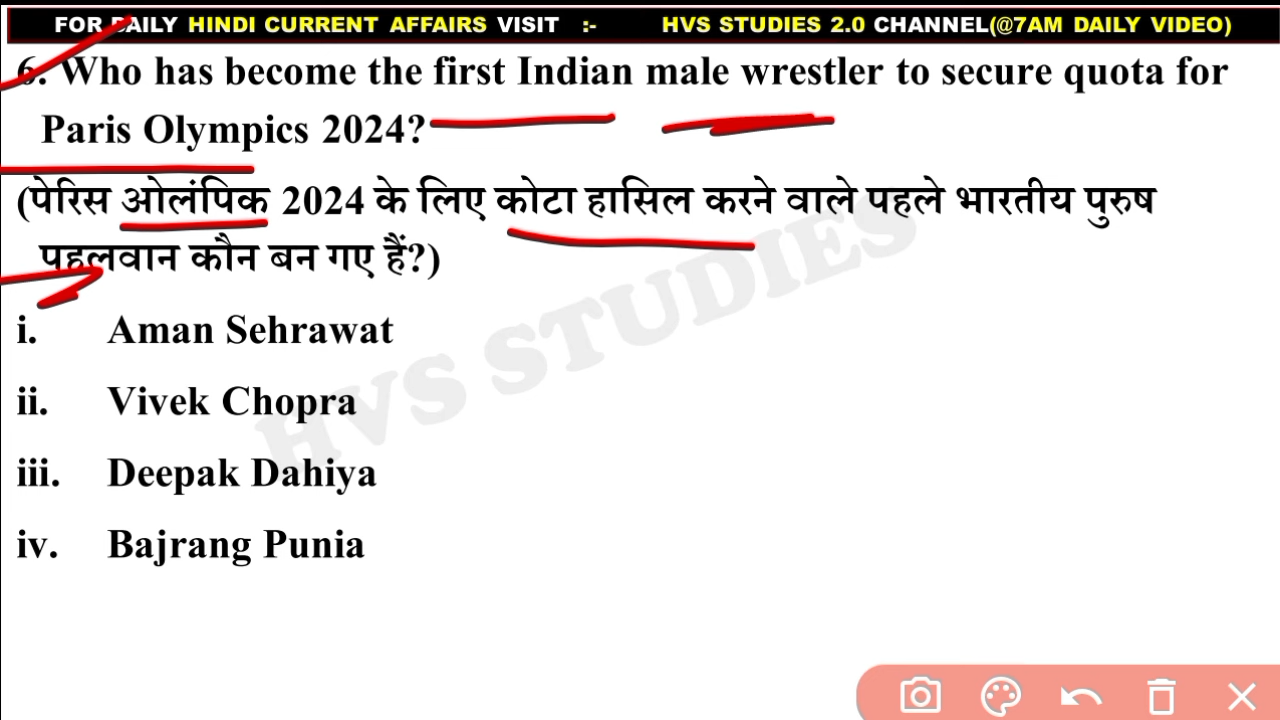 FOR DAILY HINDI CURRENT AFFAIRS VISIT :- HVS STUDIES 2.0 CHANNEL(@7AM DAILY VIDEO)
6. Who has become the first Indian male wrestler to secure quota for
Paris Olympics 2024?
(पेरिस ओलंपिक 2024 के लिए कोटा हासिल करने वाले पहले भारतीय पुरुष
पहलवान कौन बन गए हैं?)
HVS STUDIES
i. Aman Sehrawat
ii. Vivek Chopra
iii. Deepak Dahiya
iv. Bajrang Punia